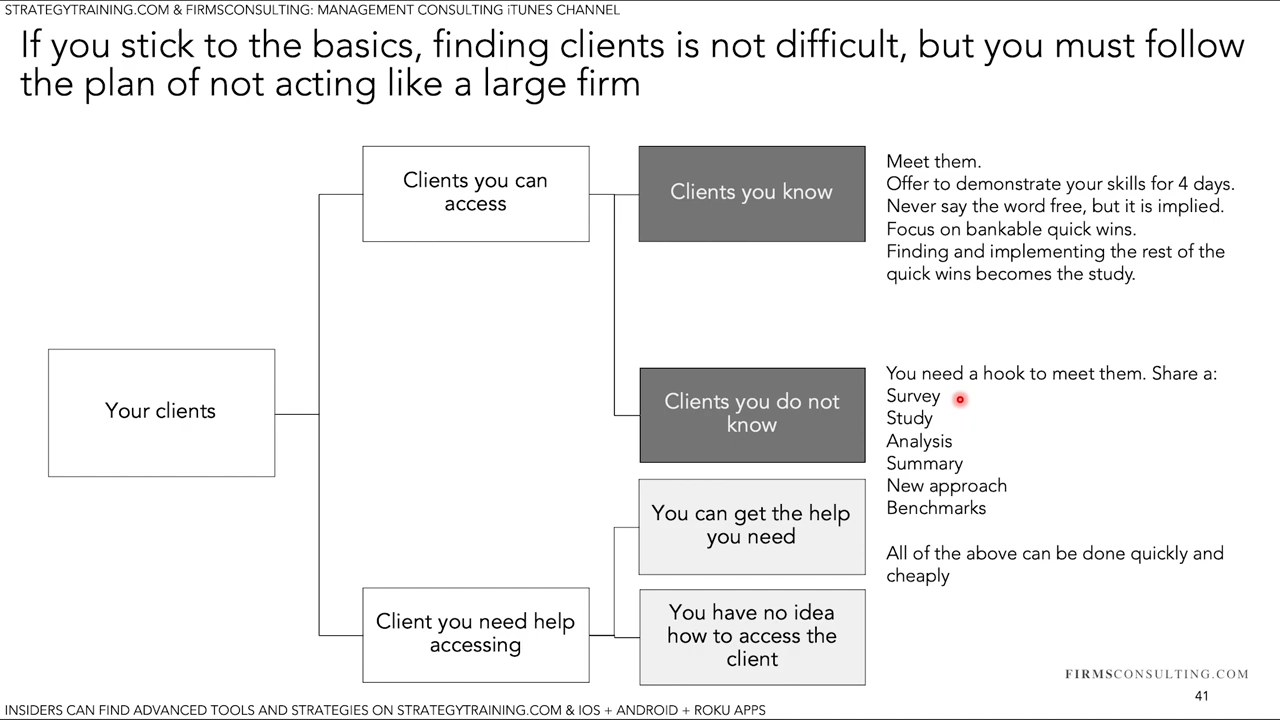 STRATEGYTRAINING.COM & FIRMSCONSULTING: MANAGEMENT CONSULTING iTUNES CHANNEL
If you stick to the basics, finding clients is not difficult, but you must follow
the plan of not acting like a large firm
Your clients
Clients you can
access
Clients you know
Meet them.
Offer to demonstrate your skills for 4 days.
Never say the word free, but it is implied.
Focus on bankable quick wins.
Finding and implementing the rest of the
quick wins becomes the study.
Clients you do not
know
You need a hook to meet them. Share a:
Survey
Study
Analysis
Summary
New approach
Benchmarks
All of the above can be done quickly and
cheaply
Client you need help
accessing
You can get the help
you need
You have no idea
how to access the
client
FIRMSCONSULTING.COM
41
INSIDERS CAN FIND ADVANCED TOOLS AND STRATEGIES ON STRATEGYTRAINING.COM & IOS + ANDROID + ROKU APPS